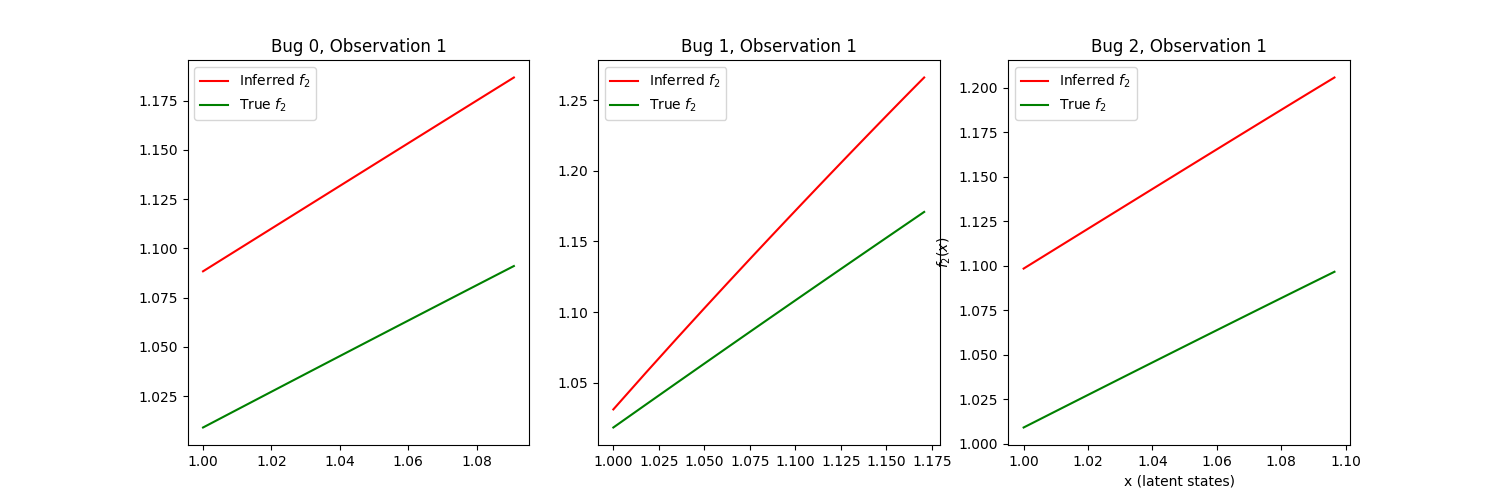 Bug 0, Observation 1
Inferred f₂
True f₂
1.175
1.150
1.125
1.100
1.075
1.050
1.025
1.00 1.02 1.04 1.06 1.08
Bug 1, Observation 1
Inferred f₂
True f₂
1.25
1.20
1.15
1.10
1.05
1.000 1.025 1.050 1.075 1.100 1.125 1.150 1.175
Bug 2, Observation 1
Inferred f₂
True f₂
f₂(x)
1.200
1.175
1.150
1.125
1.100
1.075
1.050
1.025
1.000
1.00 1.02 1.04 1.06 1.08 1.10
x (latent states)